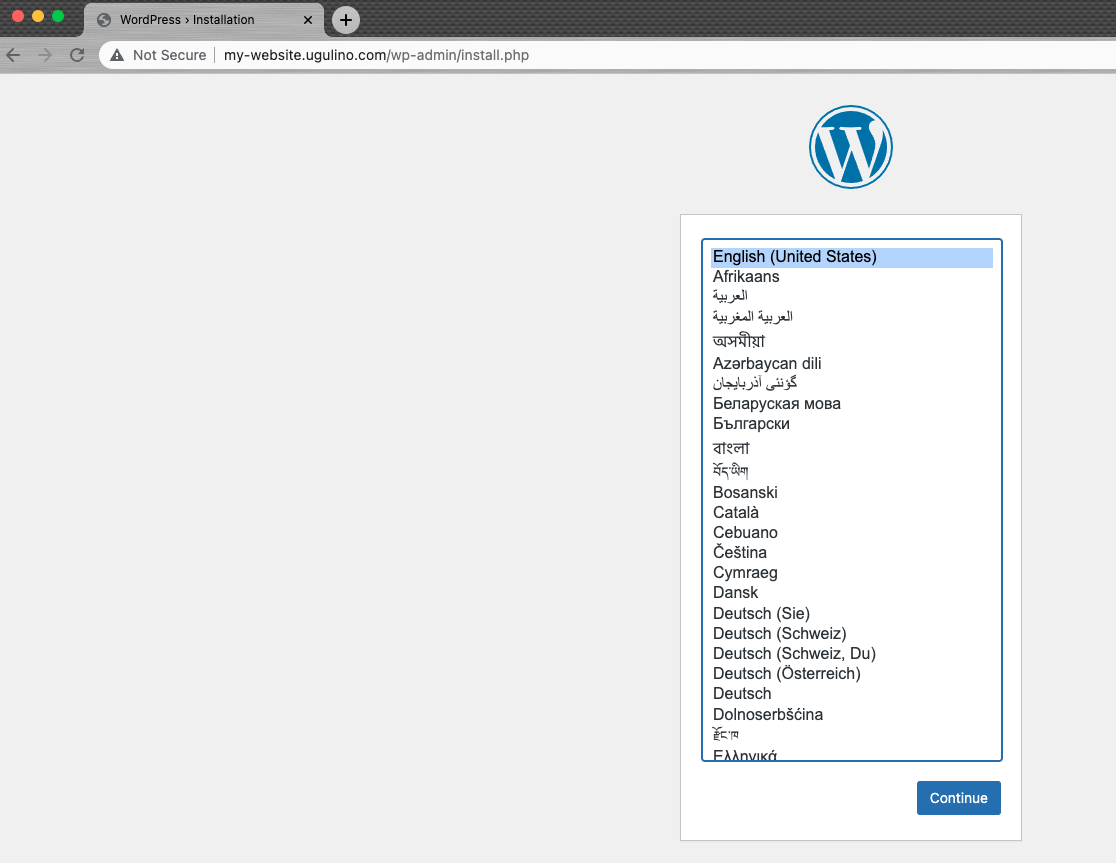 WordPress › Installation
Not Secure
my-website.ugulino.com/wp-admin/install.php
English (United States)
Afrikaans
العربية
العربية المغربية
অসমীয়া
Azərbaycan dili
گؤنئی آذربایجان
Беларуская мова
Български
বাংলা
བོད་ཡིག
Bosanski
Català
Cebuano
Čeština
Cymraeg
Dansk
Deutsch (Sie)
Deutsch (Schweiz)
Deutsch (Schweiz, Du)
Deutsch (Österreich)
Deutsch
Dolnoserbšćina
རྫོང་ཁ
Ελληνικά
Continue